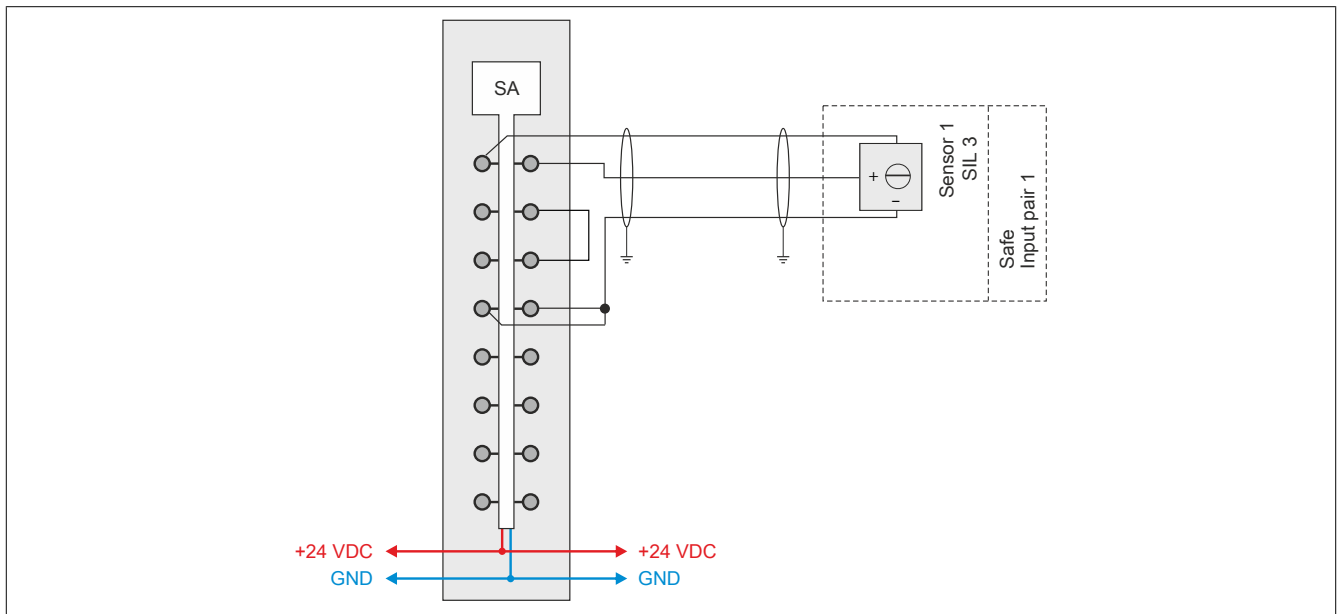 SA
Sensor 1
SIL 3
Safe
Input pair 1
+
−
+24 VDC
+24 VDC
GND
GND